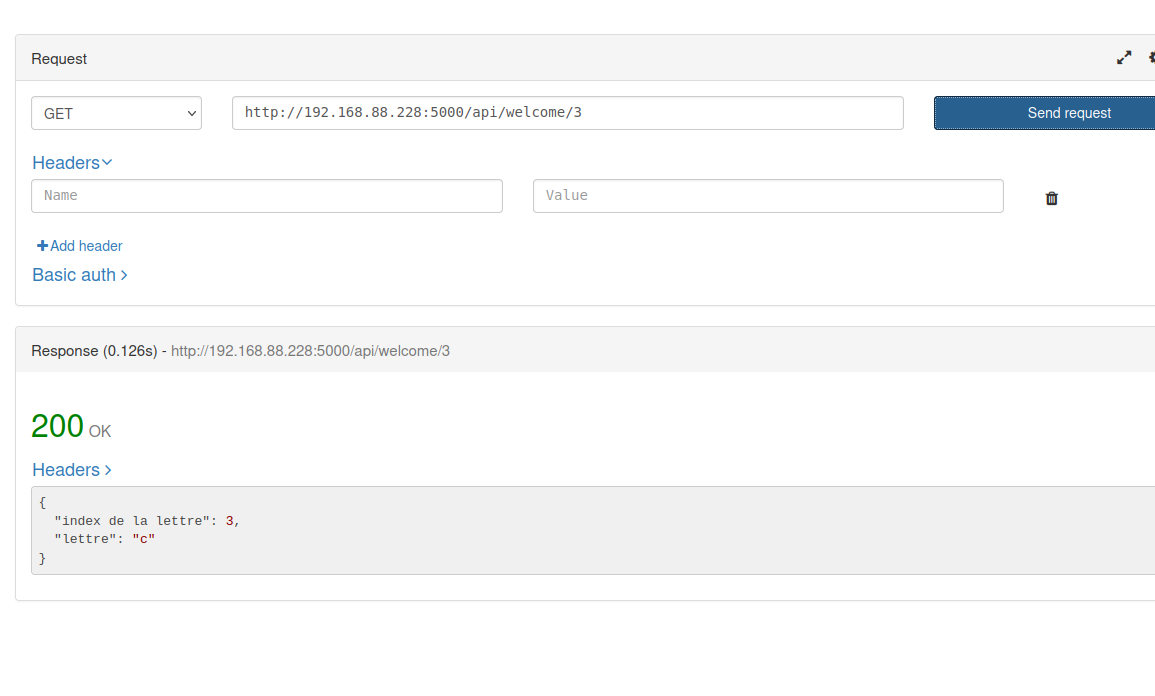 Request
GET http://192.168.88.228:5000/api/welcome/3 Send request
Headers
Name Value
Add header
Basic auth
Response (0.126s) - http://192.168.88.228:5000/api/welcome/3
200 OK
Headers
{
"index de la lettre": 3,
"lettre": "c"
}